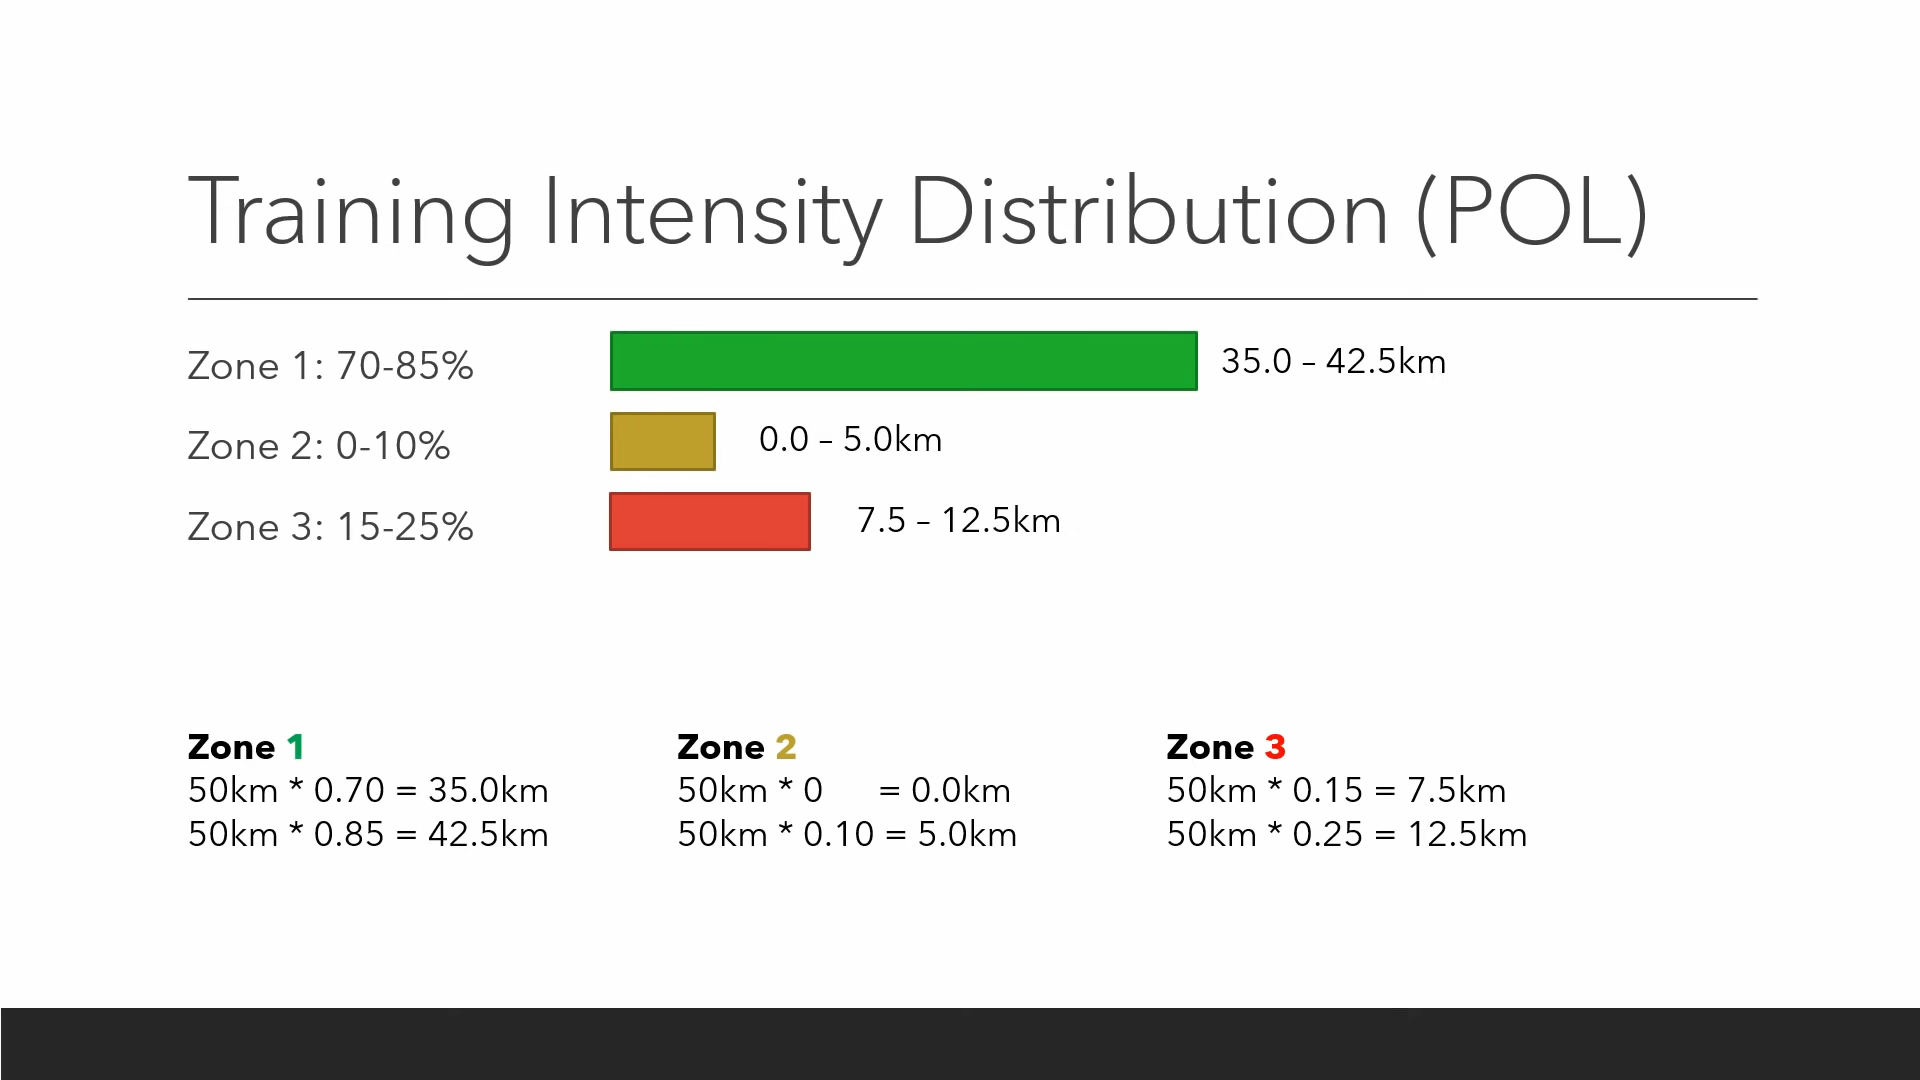 Training Intensity Distribution (POL)
Zone 1: 70-85%
35.0 – 42.5km
Zone 2: 0-10%
0.0 – 5.0km
Zone 3: 15-25%
7.5 – 12.5km
Zone 1
50km * 0.70 = 35.0km
50km * 0.85 = 42.5km
Zone 2
50km * 0 = 0.0km
50km * 0.10 = 5.0km
Zone 3
50km * 0.15 = 7.5km
50km * 0.25 = 12.5km